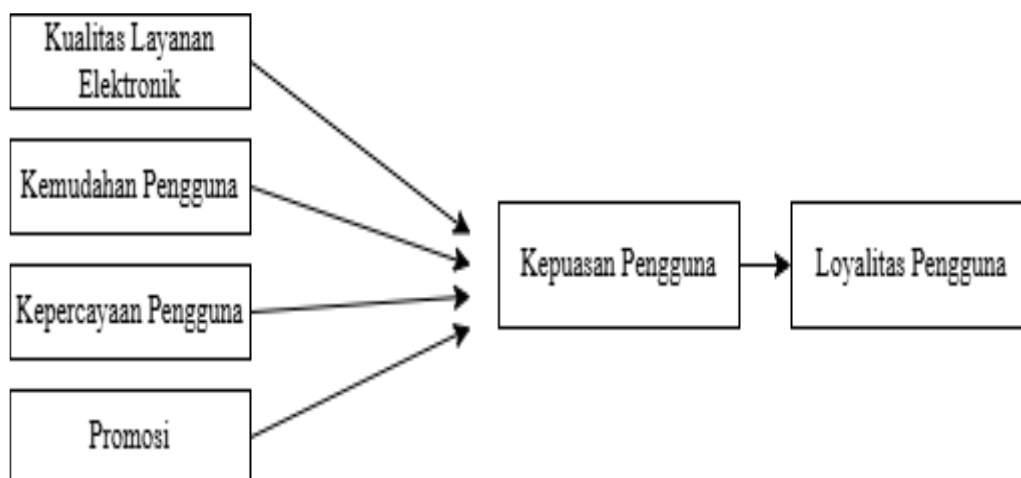 Kualitas Layanan
Elektronik
Kemudahan Pengguna
Kepercayaan Pengguna
Promosi
Kepuasan Pengguna
Loyalitas Pengguna